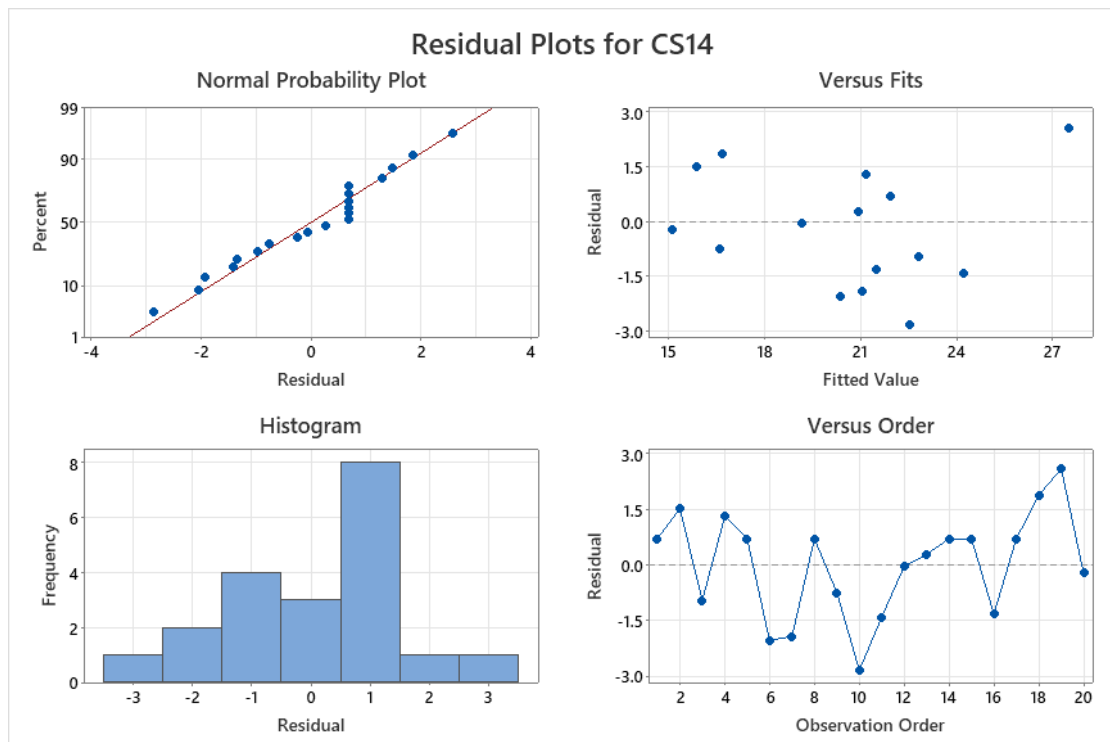 Residual Plots for CS14
Normal Probability Plot
99
90
50
10
1
Percent
-4 -2 0 2 4
Residual
Versus Fits
3.0
1.5
0.0
-1.5
-3.0
Residual
15 18 21 24 27
Fitted Value
Histogram
8
6
4
2
0
Frequency
-3 -2 -1 0 1 2 3
Residual
Versus Order
3.0
1.5
0.0
-1.5
-3.0
Residual
2 4 6 8 10 12 14 16 18 20
Observation Order